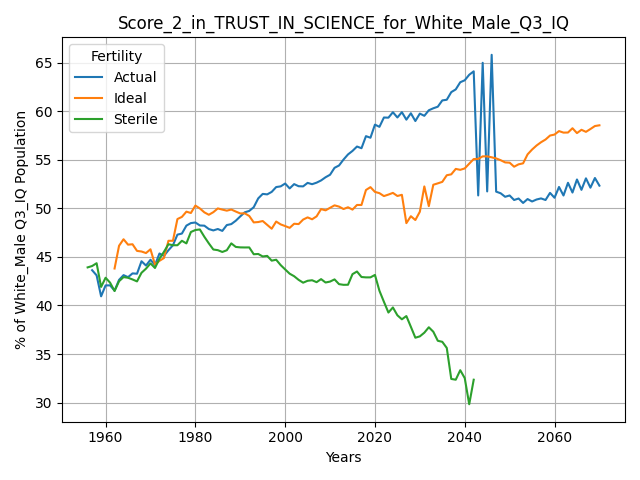 Score_2_in_TRUST_IN_SCIENCE_for_White_Male_Q3_IQ
Fertility
Actual
Ideal
Sterile
65
60
55
50
45
40
35
30
% of White_Male Q3_IQ Population
1960
1980
2000
2020
2040
2060
Years